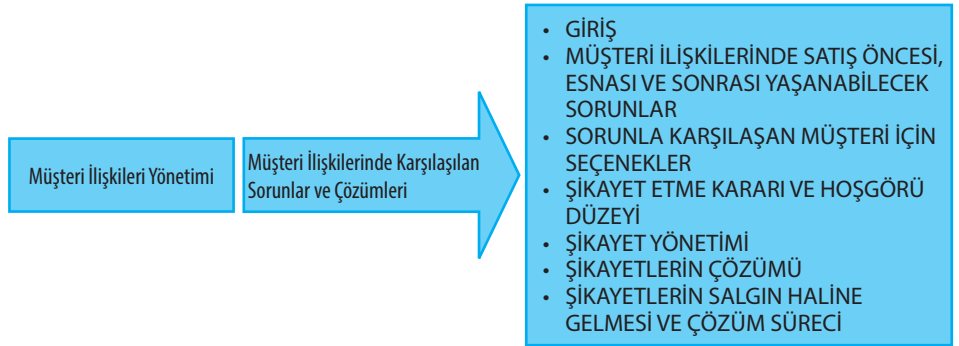 Müşteri İlişkileri Yönetimi
Müşteri İlişkilerinde Karşılaşılan
Sorunlar ve Çözümleri
• GİRİŞ
• MÜŞTERİ İLİŞKİLERİNDE SATIŞ ÖNCESİ,
ESNASI VE SONRASI YAŞANABİLECEK
SORUNLAR
• SORUNLA KARŞILAŞAN MÜŞTERİ İÇİN
SEÇENEKLER
• ŞİKAYET ETME KARARI VE HOŞGÖRÜ
DÜZEYİ
• ŞİKAYET YÖNETİMİ
• ŞİKAYETLERİN ÇÖZÜMÜ
• ŞİKAYETLERİN SALGIN HALİNE
GELMESİ VE ÇÖZÜM SÜRECİ